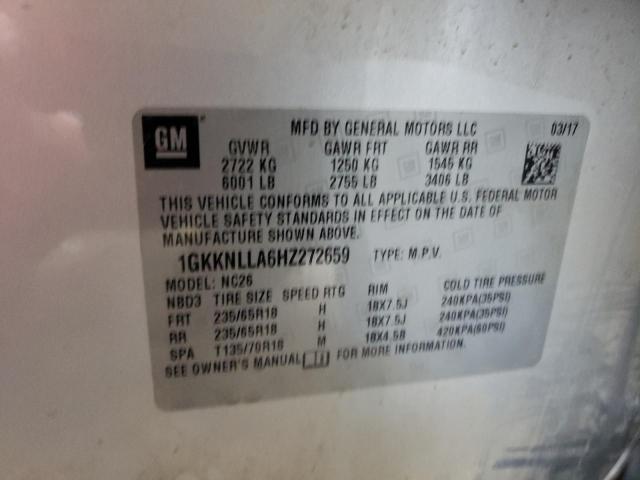 GM
MFD BY GENERAL MOTORS LLC 03/17
GVWR GAWR FRT GAWR RR
2722 KG 1250 KG 1545 KG
6001 LB 2755 LB 3406 LB
THIS VEHICLE CONFORMS TO ALL APPLICABLE U.S. FEDERAL MOTOR
VEHICLE SAFETY STANDARDS IN EFFECT ON THE DATE OF
MANUFACTURE SHOWN ABOVE.
1GKKNLLA6HZ272659 TYPE: M.P.V.
MODEL: NC26
NBD3 TIRE SIZE SPEED RTG RIM COLD TIRE PRESSURE
FRT 235/65R18 H 18X7.5J 240KPA(35PSI)
RR 235/65R18 H 18X7.5J 240KPA(35PSI)
SPA T135/70R18 M 18X4.5B 420KPA(60PSI)
SEE OWNER'S MANUAL FOR MORE INFORMATION.